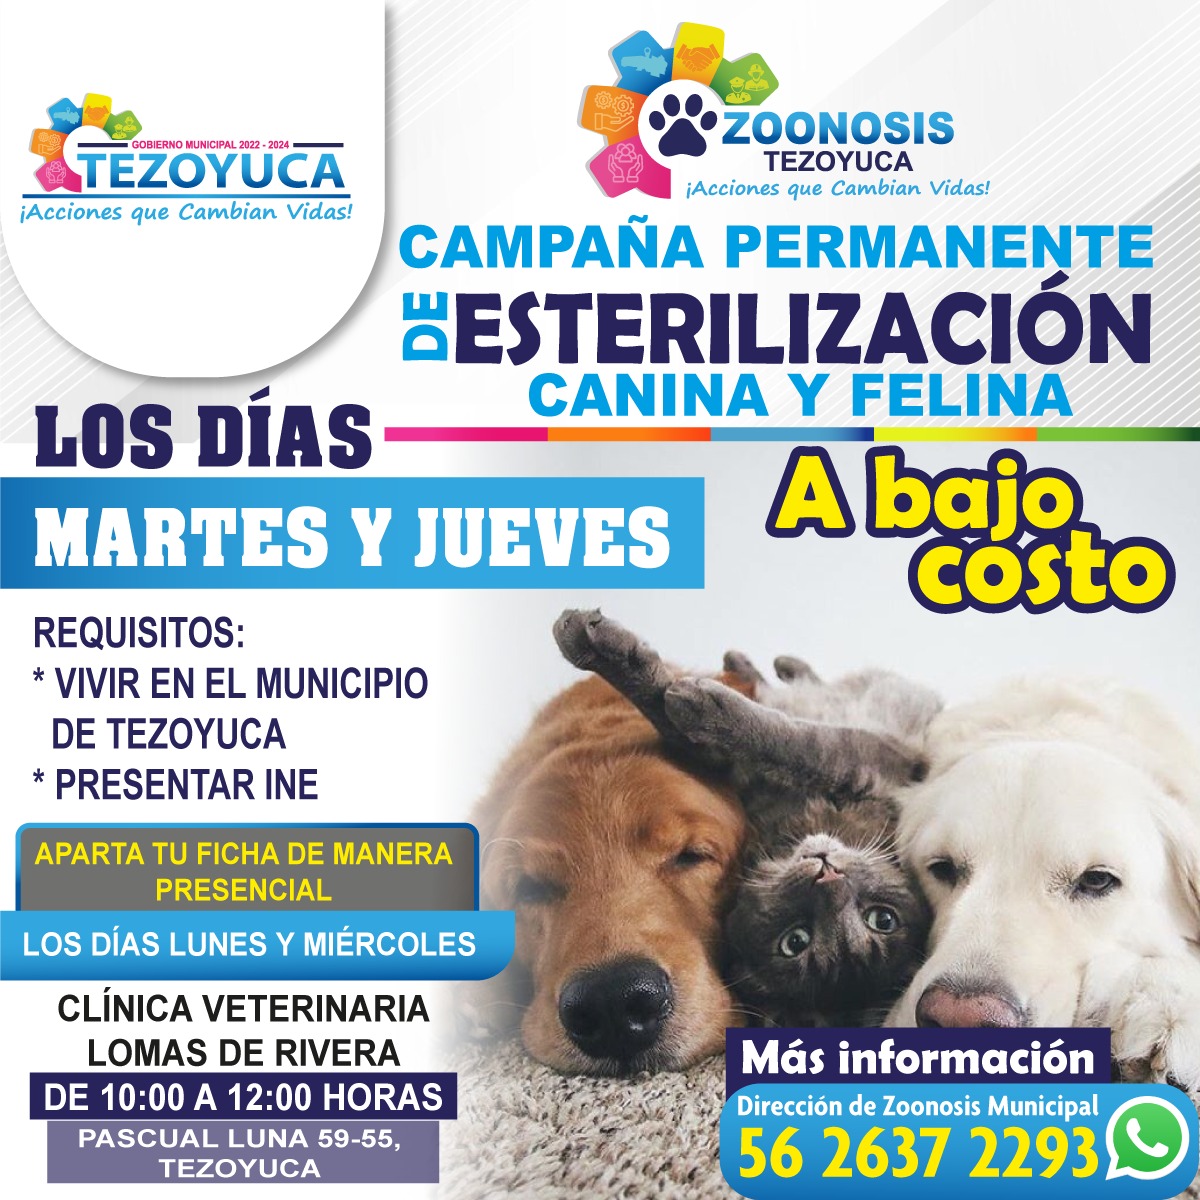 GOBIERNO MUNICIPAL 2022 - 2024
TEZOYUCA
¡Acciones que Cambian Vidas!
ZOONOSIS
TEZOYUCA
¡Acciones que Cambian Vidas!
CAMPAÑA PERMANENTE
DE ESTERILIZACIÓN
CANINA Y FELINA
LOS DÍAS
MARTES Y JUEVES
A bajo
costo
REQUISITOS:
* VIVIR EN EL MUNICIPIO
DE TEZOYUCA
* PRESENTAR INE
APARTA TU FICHA DE MANERA
PRESENCIAL
LOS DÍAS LUNES Y MIÉRCOLES
CLÍNICA VETERINARIA
LOMAS DE RIVERA
DE 10:00 A 12:00 HORAS
PASCUAL LUNA 59-55,
TEZOYUCA
Más información
Dirección de Zoonosis Municipal
56 2637 2293